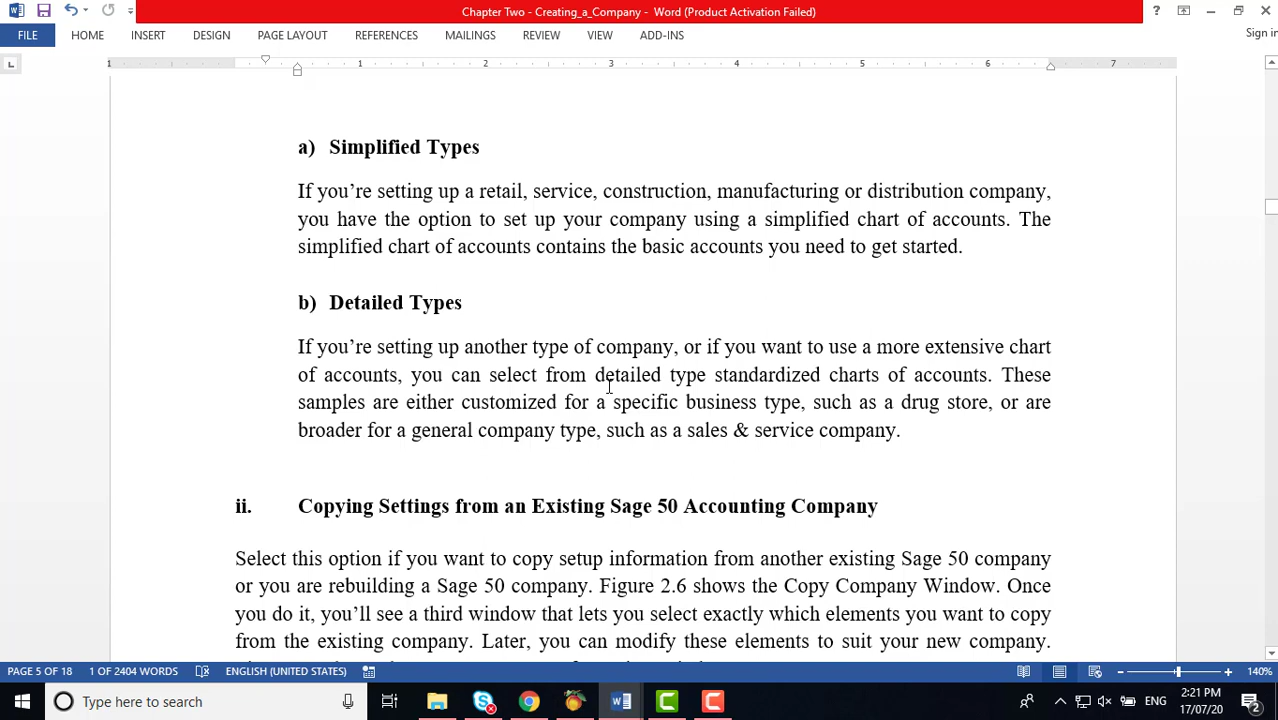 Chapter Two - Creating_a_Company - Word (Product Activation Failed)
?
FILE HOME INSERT DESIGN PAGE LAYOUT REFERENCES MAILINGS REVIEW VIEW ADD-INS Sign in
1 1 2 3 4 5 6 7
a) Simplified Types
If you’re setting up a retail, service, construction, manufacturing or distribution company,
you have the option to set up your company using a simplified chart of accounts. The
simplified chart of accounts contains the basic accounts you need to get started.
b) Detailed Types
If you’re setting up another type of company, or if you want to use a more extensive chart
of accounts, you can select from detailed type standardized charts of accounts. These
samples are either customized for a specific business type, such as a drug store, or are
broader for a general company type, such as a sales & service company.
ii. Copying Settings from an Existing Sage 50 Accounting Company
Select this option if you want to copy setup information from another existing Sage 50 company
or you are rebuilding a Sage 50 company. Figure 2.6 shows the Copy Company Window. Once
you do it, you’ll see a third window that lets you select exactly which elements you want to copy
from the existing company. Later, you can modify these elements to suit your new company.
PAGE 5 OF 18 1 OF 2404 WORDS ENGLISH (UNITED STATES) 140%
Type here to search
ENG
2:21 PM
17/07/20
2